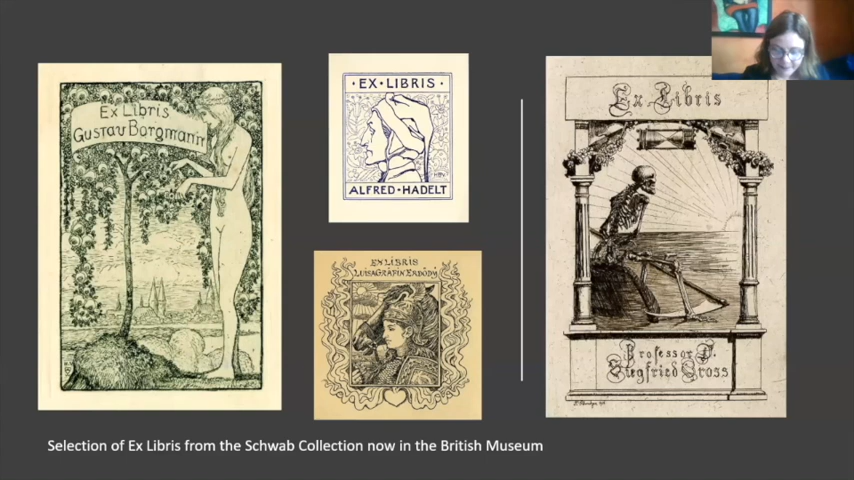 Ex Libris
Gustav Borgmann
· EX · LIBRIS ·
ALFRED · HADELT
EX LIBRIS
LUISA GRÄFIN ERDÖDY
Ex Libris
Professor D.
Siegfried Gross
Selection of Ex Libris from the Schwab Collection now in the British Museum